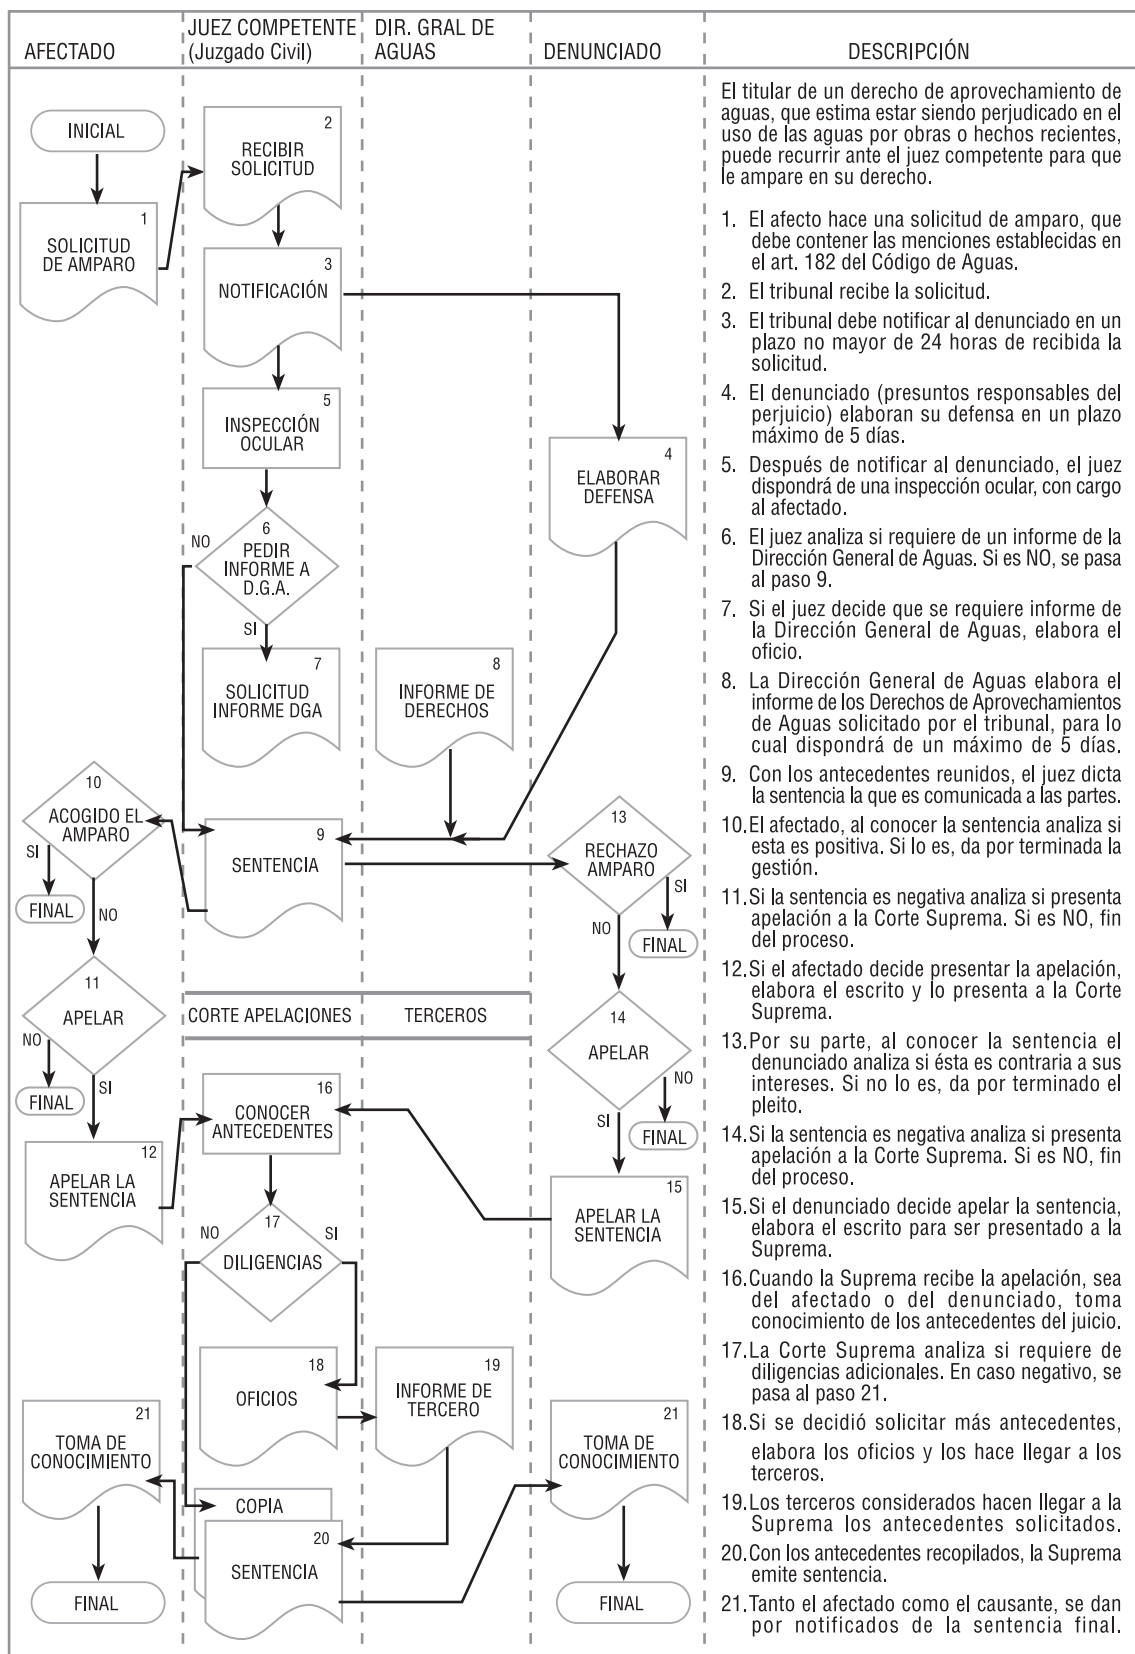 AFECTADO
JUEZ COMPETENTE
(Juzgado Civil)
DIR. GRAL DE
AGUAS
DENUNCIADO
DESCRIPCIÓN
INICIAL
1
SOLICITUD
DE AMPARO
2
RECIBIR
SOLICITUD
3
NOTIFICACIÓN
5
INSPECCIÓN
OCULAR
4
ELABORAR
DEFENSA
6
PEDIR
INFORME A
D.G.A.
NO
SI
7
SOLICITUD
INFORME DGA
8
INFORME DE
DERECHOS
10
ACOGIDO EL
AMPARO
SI
FINAL
NO
9
SENTENCIA
13
RECHAZO
AMPARO
SI
FINAL
NO
11
APELAR
NO
FINAL
SI
CORTE APELACIONES
TERCEROS
14
APELAR
NO
FINAL
SI
12
APELAR LA
SENTENCIA
16
CONOCER
ANTECEDENTES
15
APELAR LA
SENTENCIA
17
DILIGENCIAS
NO
SI
18
OFICIOS
19
INFORME DE
TERCERO
21
TOMA DE
CONOCIMIENTO
21
TOMA DE
CONOCIMIENTO
COPIA
20
SENTENCIA
FINAL
FINAL
El titular de un derecho de aprovechamiento de
aguas, que estima estar siendo perjudicado en el
uso de las aguas por obras o hechos recientes,
puede recurrir ante el juez competente para que
le ampare en su derecho.
1. El afecto hace una solicitud de amparo, que
debe contener las menciones establecidas en
el art. 182 del Código de Aguas.
2. El tribunal recibe la solicitud.
3. El tribunal debe notificar al denunciado en un
plazo no mayor de 24 horas de recibida la
solicitud.
4. El denunciado (presuntos responsables del
perjuicio) elaboran su defensa en un plazo
máximo de 5 días.
5. Después de notificar al denunciado, el juez
dispondrá de una inspección ocular, con cargo
al afectado.
6. El juez analiza si requiere de un informe de la
Dirección General de Aguas. Si es NO, se pasa
al paso 9.
7. Si el juez decide que se requiere informe de
la Dirección General de Aguas, elabora el
oficio.
8. La Dirección General de Aguas elabora el
informe de los Derechos de Aprovechamientos
de Aguas solicitado por el tribunal, para lo
cual dispondrá de un máximo de 5 días.
9. Con los antecedentes reunidos, el juez dicta
la sentencia la que es comunicada a las partes.
10.El afectado, al conocer la sentencia analiza si
esta es positiva. Si lo es, da por terminada la
gestión.
11.Si la sentencia es negativa analiza si presenta
apelación a la Corte Suprema. Si es NO, fin
del proceso.
12.Si el afectado decide presentar la apelación,
elabora el escrito y lo presenta a la Corte
Suprema.
13.Por su parte, al conocer la sentencia el
denunciado analiza si ésta es contraria a sus
intereses. Si no lo es, da por terminado el
pleito.
14.Si la sentencia es negativa analiza si presenta
apelación a la Corte Suprema. Si es NO, fin
del proceso.
15.Si el denunciado decide apelar la sentencia,
elabora el escrito para ser presentado a la
Suprema.
16.Cuando la Suprema recibe la apelación, sea
del afectado o del denunciado, toma
conocimiento de los antecedentes del juicio.
17.La Corte Suprema analiza si requiere de
diligencias adicionales. En caso negativo, se
pasa al paso 21.
18.Si se decidió solicitar más antecedentes,
elabora los oficios y los hace llegar a los
terceros.
19.Los terceros considerados hacen llegar a la
Suprema los antecedentes solicitados.
20.Con los antecedentes recopilados, la Suprema
emite sentencia.
21.Tanto el afectado como el causante, se dan
por notificados de la sentencia final.